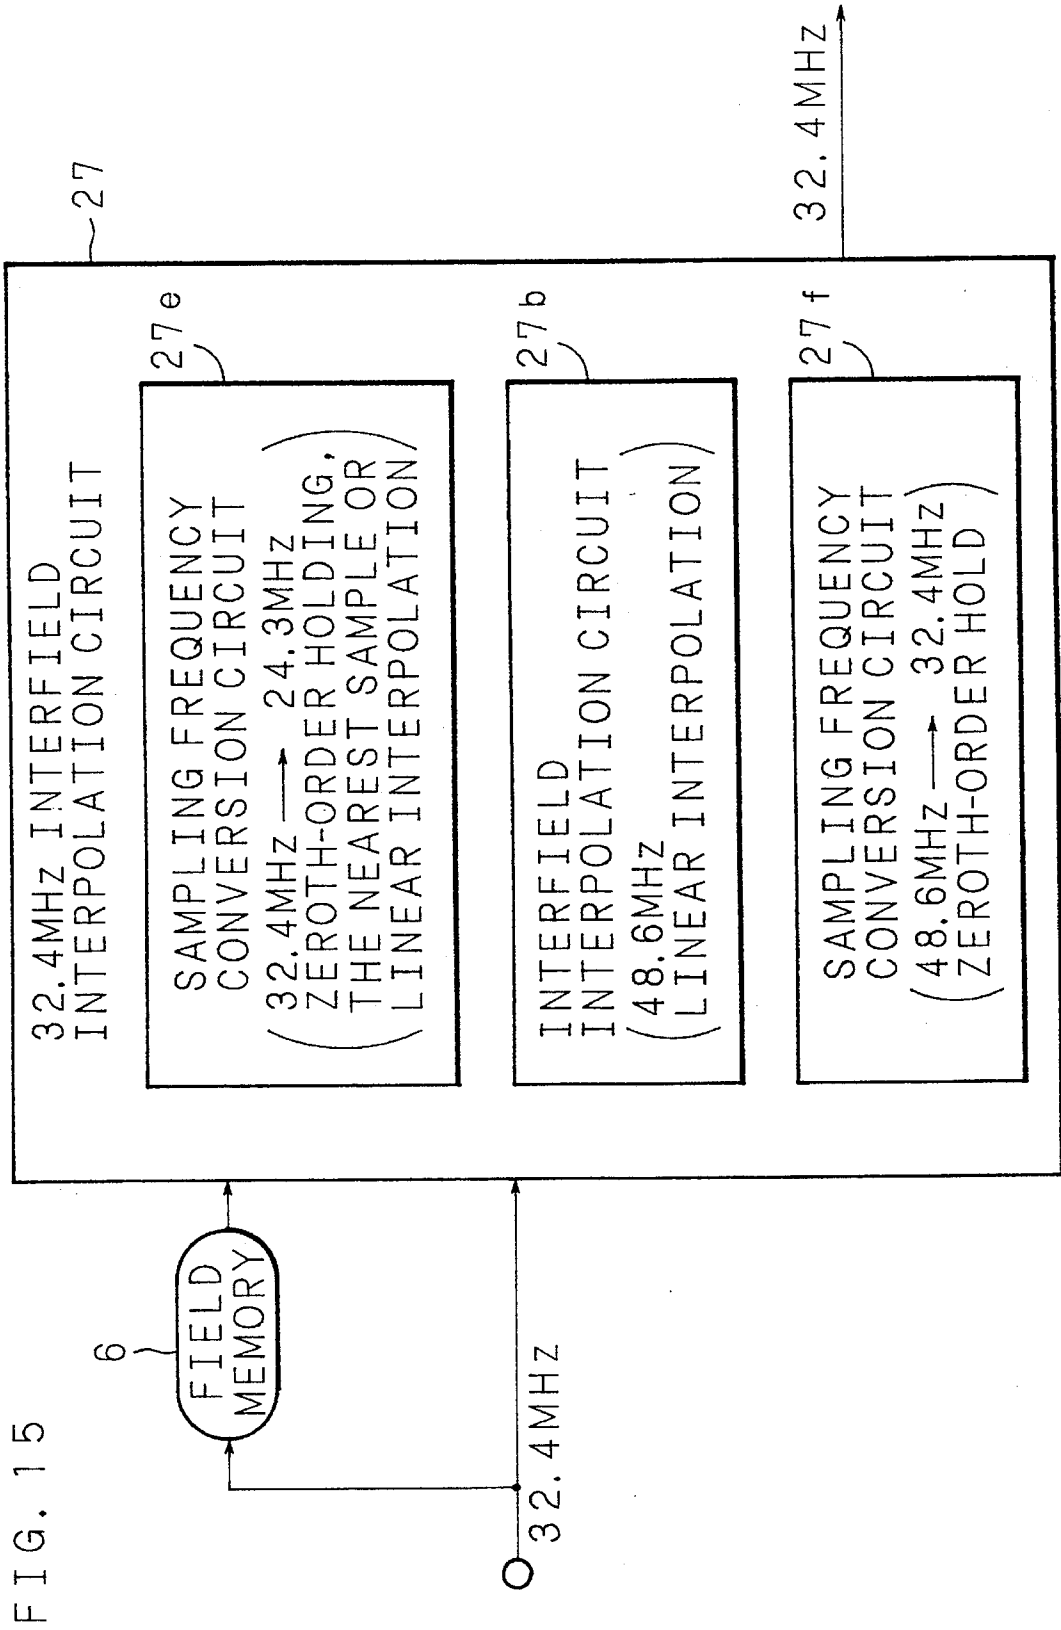 FIG. 15
32.4MHz INTERFIELD
INTERPOLATION CIRCUIT
27
6
FIELD
MEMORY
32.4MHz
27e
SAMPLING FREQUENCY
CONVERSION CIRCUIT
(32.4MHz → 24.3MHz
ZEROTH-ORDER HOLDING,
THE NEAREST SAMPLE OR
LINEAR INTERPOLATION)
27b
INTERFIELD
INTERPOLATION CIRCUIT
(48.6MHz
LINEAR INTERPOLATION)
27f
SAMPLING FREQUENCY
CONVERSION CIRCUIT
(48.6MHz → 32.4MHz
ZEROTH-ORDER HOLD)
32.4MHz